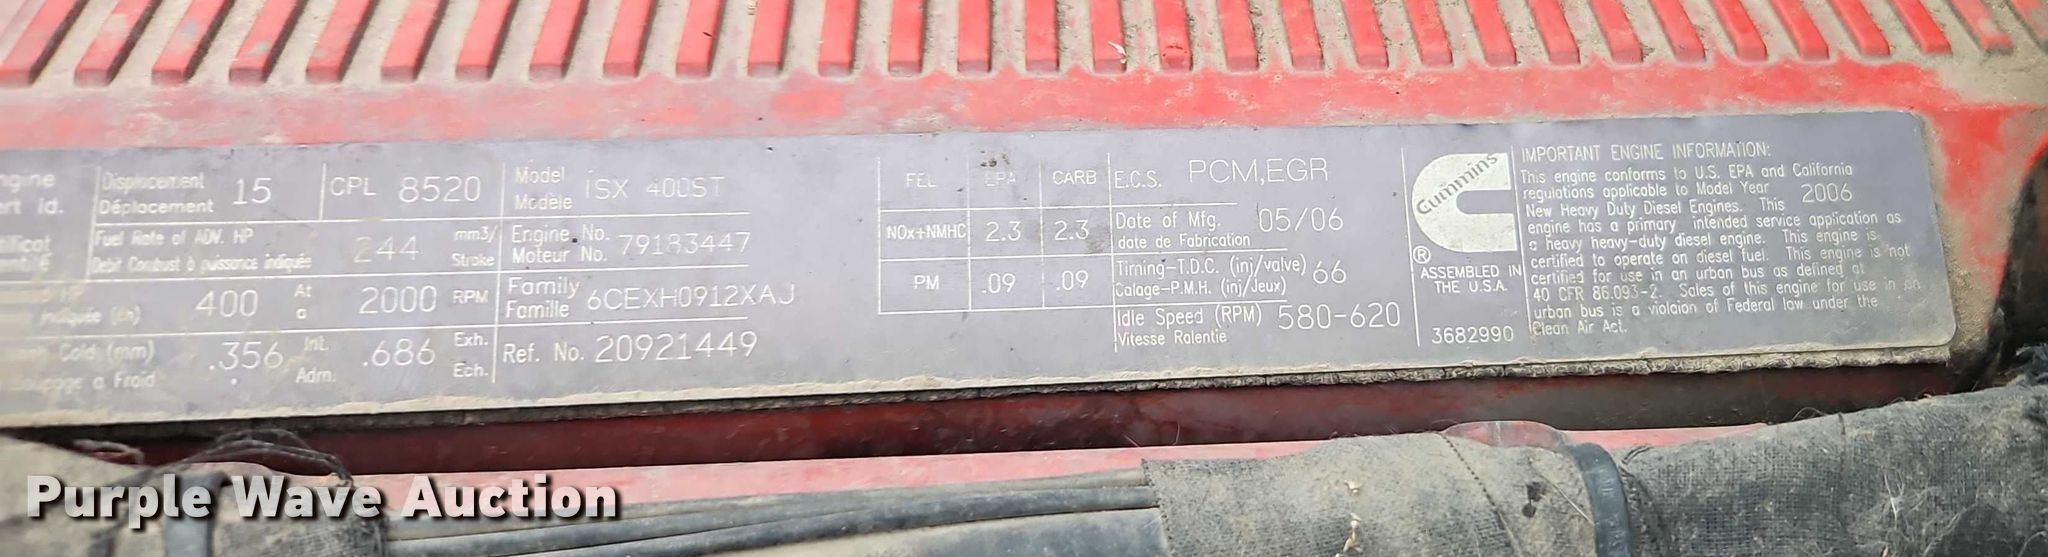 ngine
rt Id.
tificat
Displacement 15
Déplacement
CPL 8520
Fuel Rate of ADV. HP 244 mm3/
Debit Combust à puissance indiquée Stroke
400 At 2000 RPM
a
Cold (mm) .356 Int. .686 Exh.
a Froid Adm. Ech.
Model ISX 400ST
Modèle
Engine No. 79183447
Moteur No.
Family 6CEXH0912XAJ
Famille
Ref. No. 20921449
FEL EPA CARB
NOx+NMHC 2.3 2.3
PM .09 .09
E.C.S. PCM,EGR
Date of Mfg. 05/06
date de Fabrication
Timing-T.D.C. (inj/valve) 66
Calage-P.M.H. (inj/Jeux)
Idle Speed (RPM) 580-620
Vitesse Ralentie
Cummins
®
ASSEMBLED IN
THE U.S.A.
3682990
IMPORTANT ENGINE INFORMATION:
This engine conforms to U.S. EPA and California
regulations applicable to Model Year 2006
New Heavy Duty Diesel Engines. This
engine has a primary intended service application as
a heavy heavy-duty diesel engine. This engine is
certified to operate on diesel fuel. This engine is not
certified for use in an urban bus as defined at
40 CFR 86.093-2. Sales of this engine for use in an
urban bus is a violaion of Federal law under the
Clean Air Act.
Purple Wave Auction